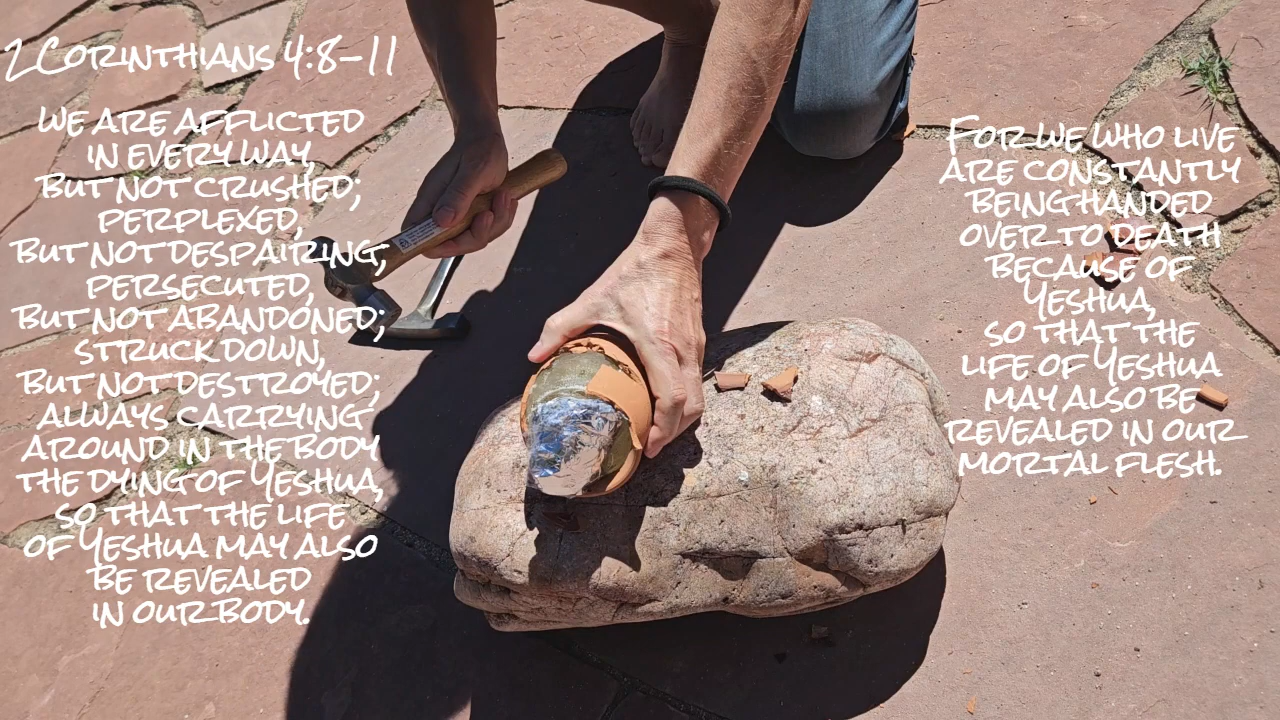 2 Corinthians 4:8-11
We are afflicted
in every way,
but not crushed;
perplexed,
but not despairing,
persecuted,
but not abandoned;
struck down,
but not destroyed;
always carrying
around in the body
the dying of Yeshua,
so that the life
of Yeshua may also
be revealed
in our body.
For we who live
are constantly
being handed
over to death
because of
Yeshua,
so that the
life of Yeshua
may also be
revealed in our
mortal flesh.